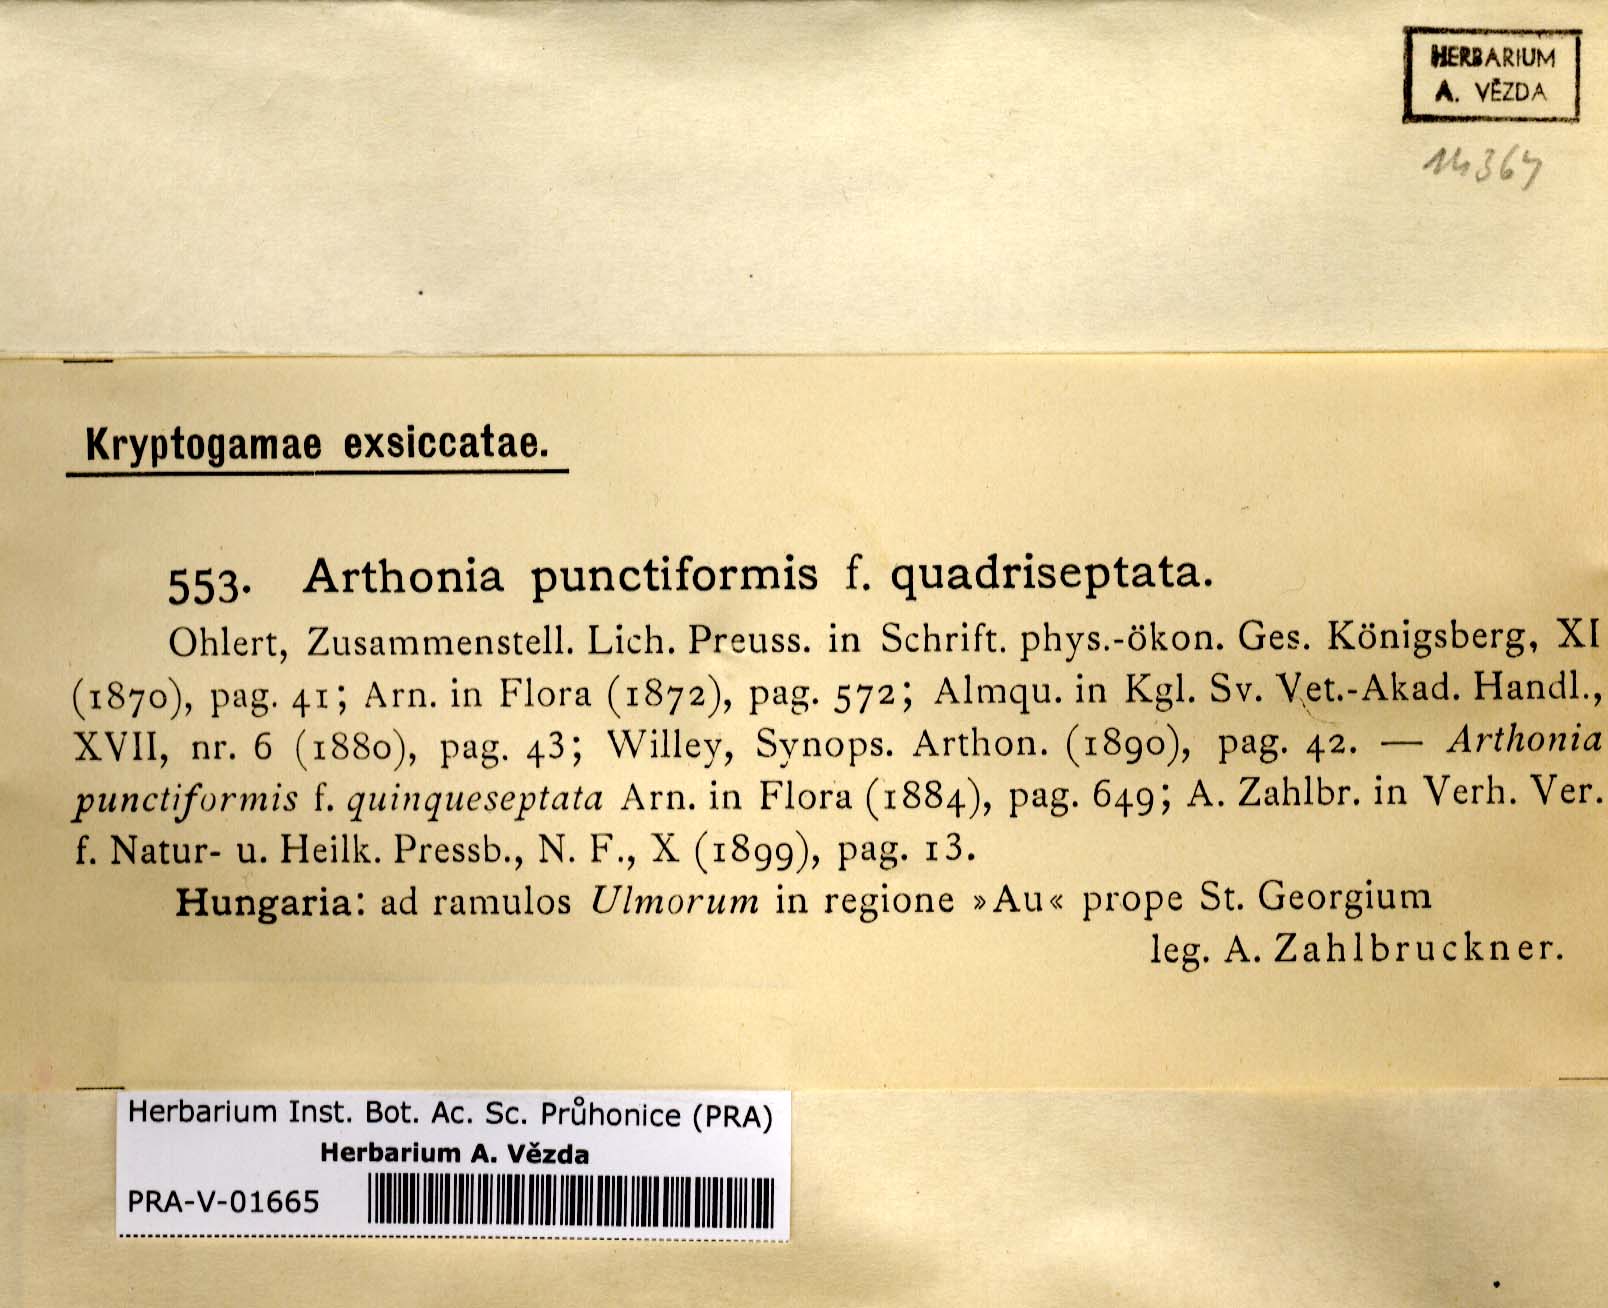 HERBARIUM
A. VĚZDA
14367
Kryptogamae exsiccatae.
553. Arthonia punctiformis f. quadriseptata.
Ohlert, Zusammenstell. Lich. Preuss. in Schrift. phys.-ökon. Ges. Königsberg, XI
(1870), pag. 41; Arn. in Flora (1872), pag. 572; Almqu. in Kgl. Sv. Vet.-Akad. Handl.,
XVII, nr. 6 (1880), pag. 43; Willey, Synops. Arthon. (1890), pag. 42. — Arthonia
punctiformis f. quinqueseptata Arn. in Flora (1884), pag. 649; A. Zahlbr. in Verh. Ver.
f. Natur- u. Heilk. Pressb., N. F., X (1899), pag. 13.
Hungaria: ad ramulos Ulmorum in regione »Au« prope St. Georgium
leg. A. Zahlbruckner.
Herbarium Inst. Bot. Ac. Sc. Průhonice (PRA)
Herbarium A. Vězda
PRA-V-01665